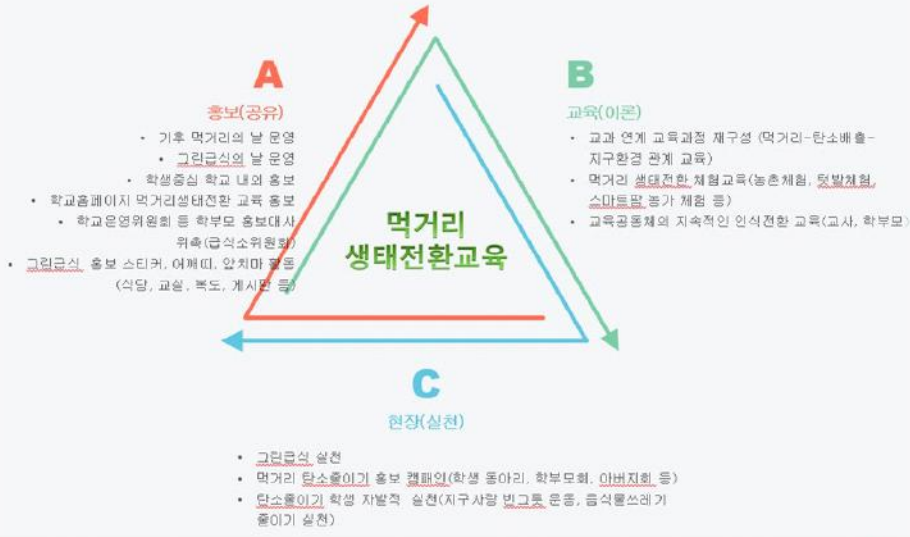 A
홍보(공유)
• 기후 먹거리의 날 운영
• 그린급식의 날 운영
• 학생중심 학교 내외 홍보
• 학교홈페이지 먹거리생태전환 교육 홍보
• 학교운영위원회 등 학부모 홍보대사
위촉(급식소위원회)
• 그린급식 홍보 스티커, 어깨띠, 앞치마 활동
(식당, 교실, 복도, 게시판 등)
먹거리
생태전환교육
B
교육(이론)
• 교과 연계 교육과정 재구성 (먹거리-탄소배출-
지구환경 관계 교육)
• 먹거리 생태전환 체험교육(농촌체험, 텃밭체험,
스마트팜 농가 체험 등)
• 교육공동체의 지속적인 인식전환 교육(교사, 학부모)
C
현장(실천)
• 그린급식 실천
• 먹거리 탄소줄이기 홍보 캠패인(학생 동아리, 학부모회, 아버지회 등)
• 탄소줄이기 학생 자발적 실천(지구사랑 빈그릇 운동, 음식물쓰레기
줄이기 실천)